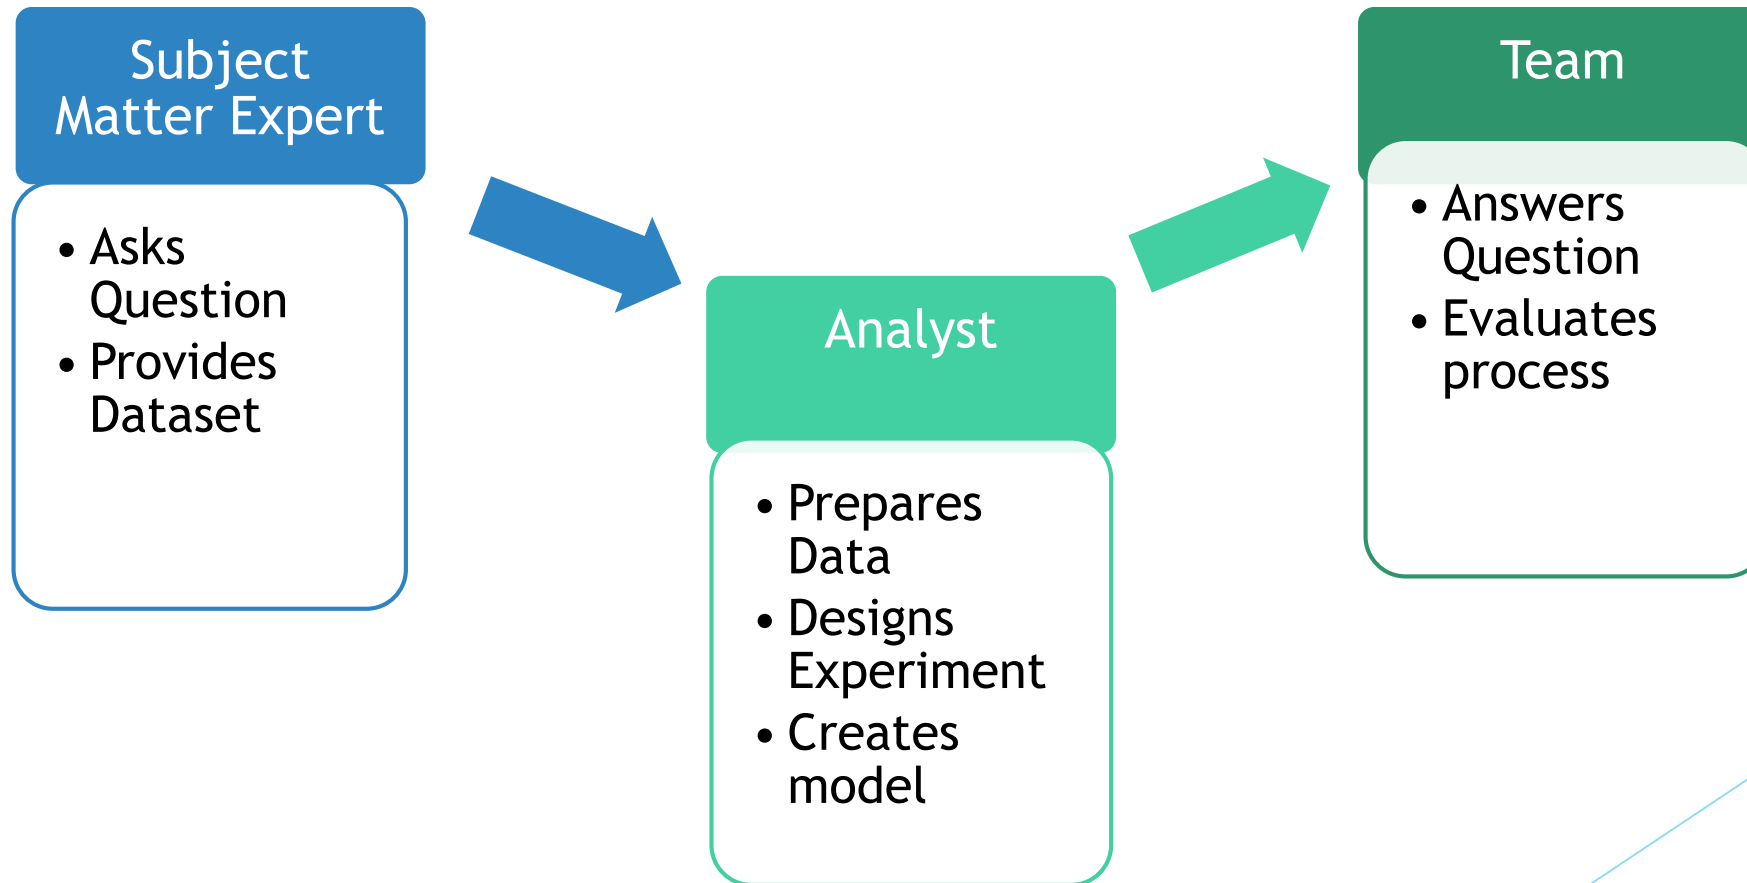 Subject
Matter Expert
• Asks
Question
• Provides
Dataset
Analyst
• Prepares
Data
• Designs
Experiment
• Creates
model
Team
• Answers
Question
• Evaluates
process